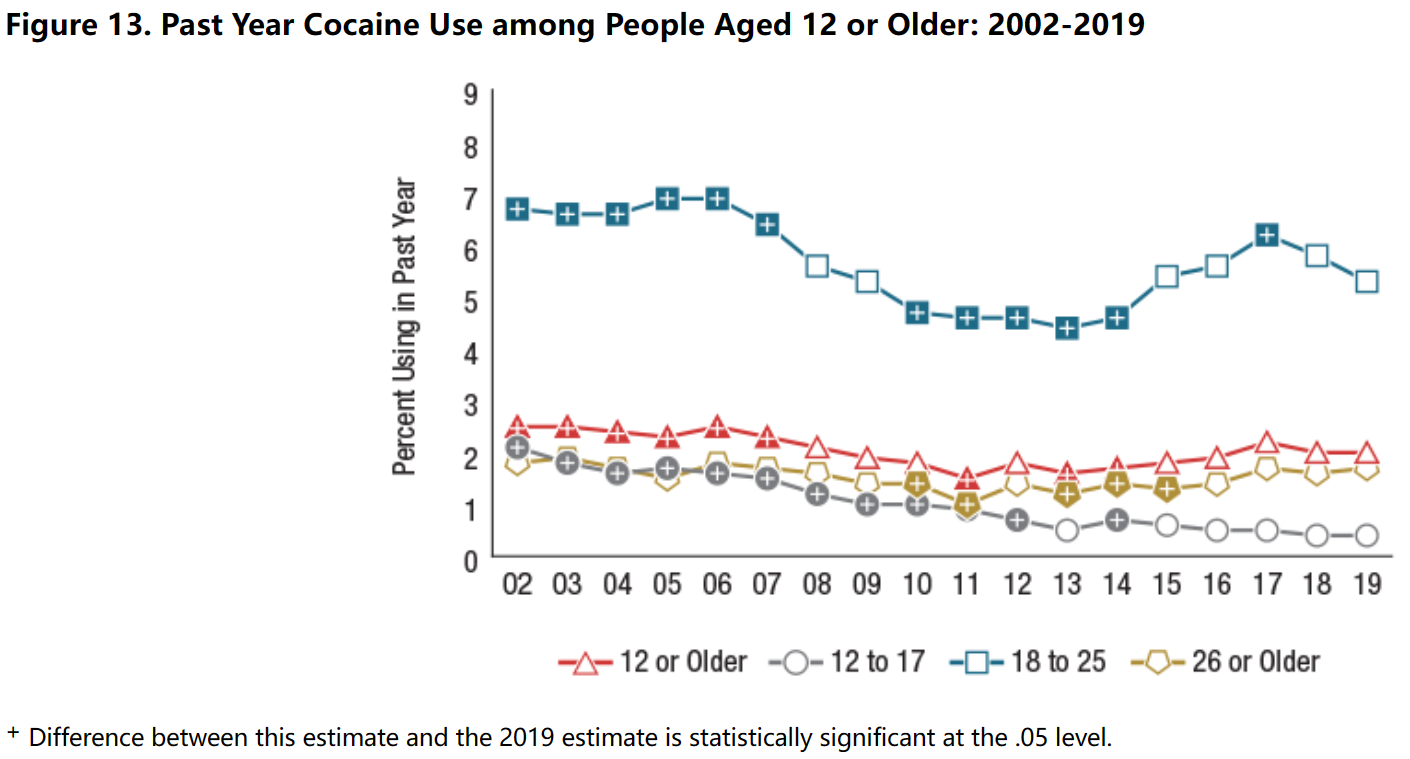 Figure 13. Past Year Cocaine Use among People Aged 12 or Older: 2002-2019
Percent Using in Past Year
9
8
7
6
5
4
3
2
1
0
02 03 04 05 06 07 08 09 10 11 12 13 14 15 16 17 18 19
12 or Older 12 to 17 18 to 25 26 or Older
+ Difference between this estimate and the 2019 estimate is statistically significant at the .05 level.